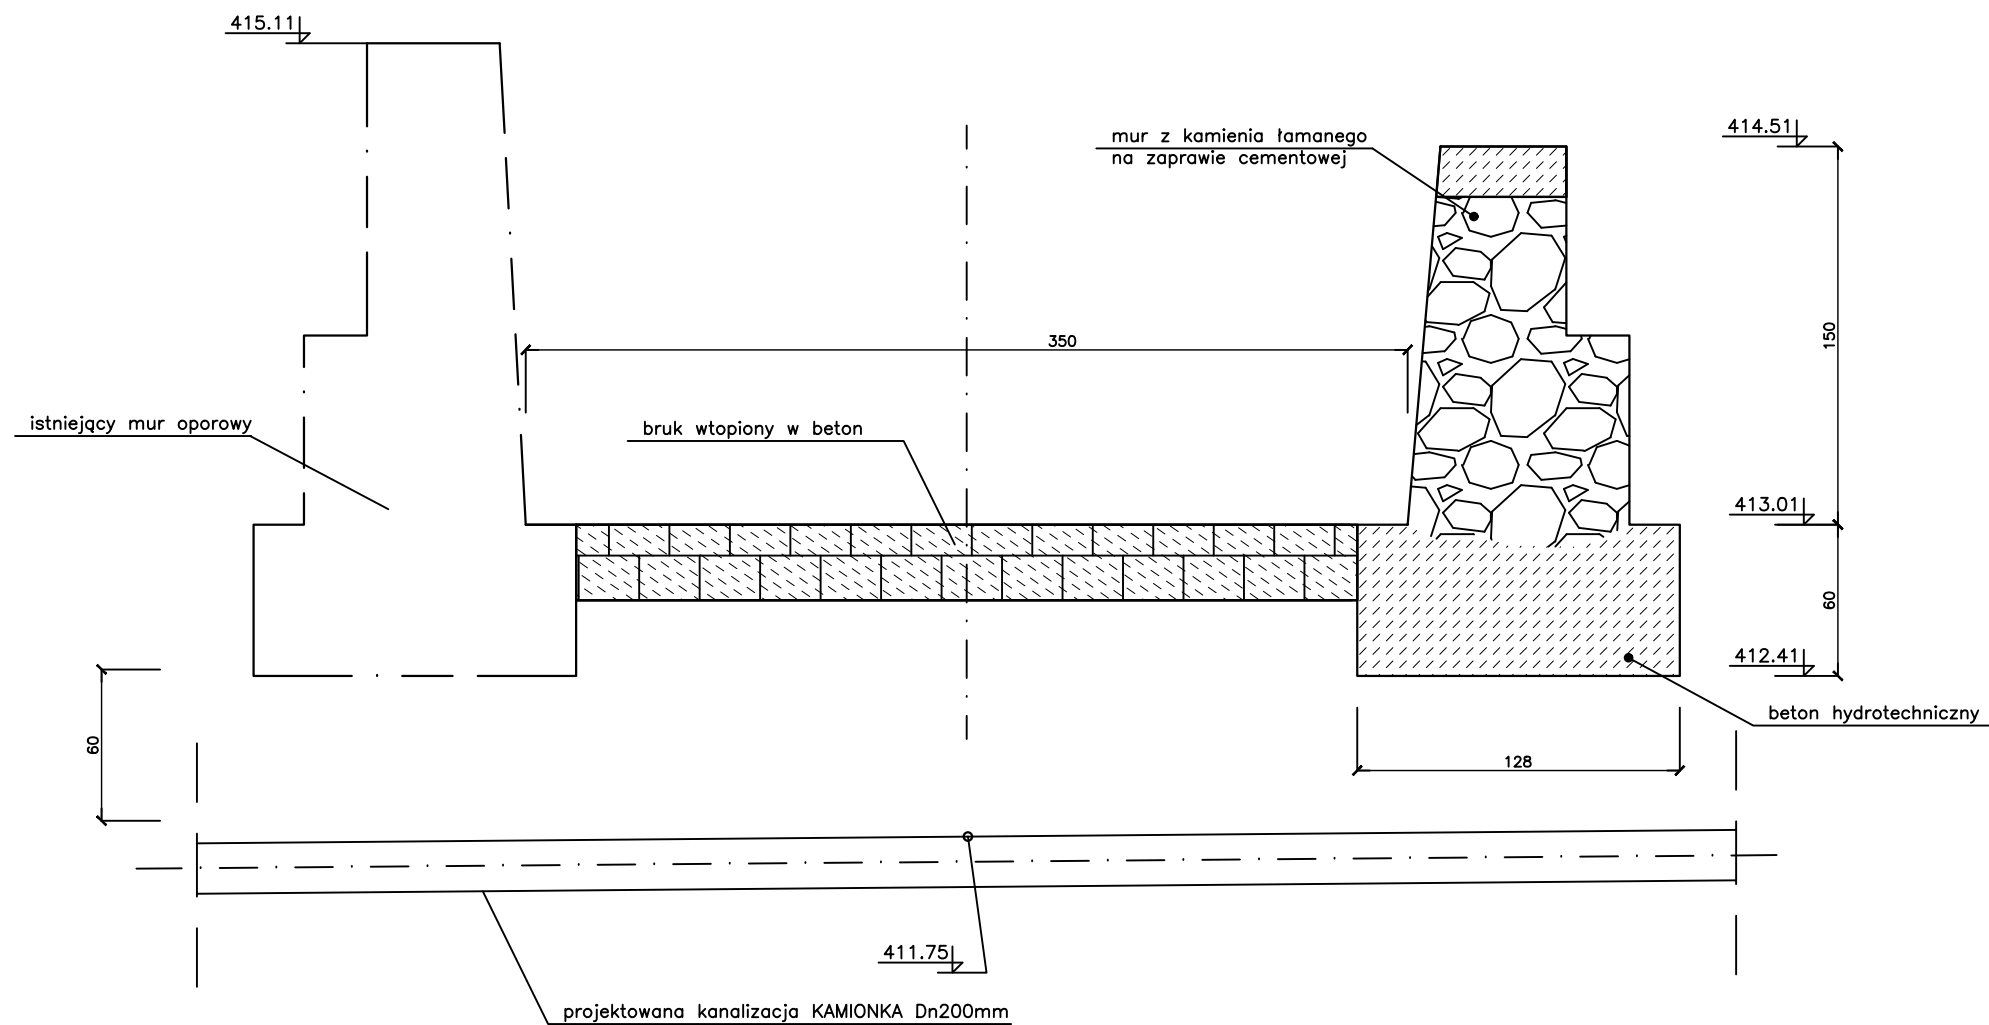 415.11
414.51
mur z kamienia łamanego
na zaprawie cementowej
350
150
istniejący mur oporowy
bruk wtopiony w beton
413.01
60
412.41
beton hydrotechniczny
60
128
411.75
projektowana kanalizacja KAMIONKA Dn200mm